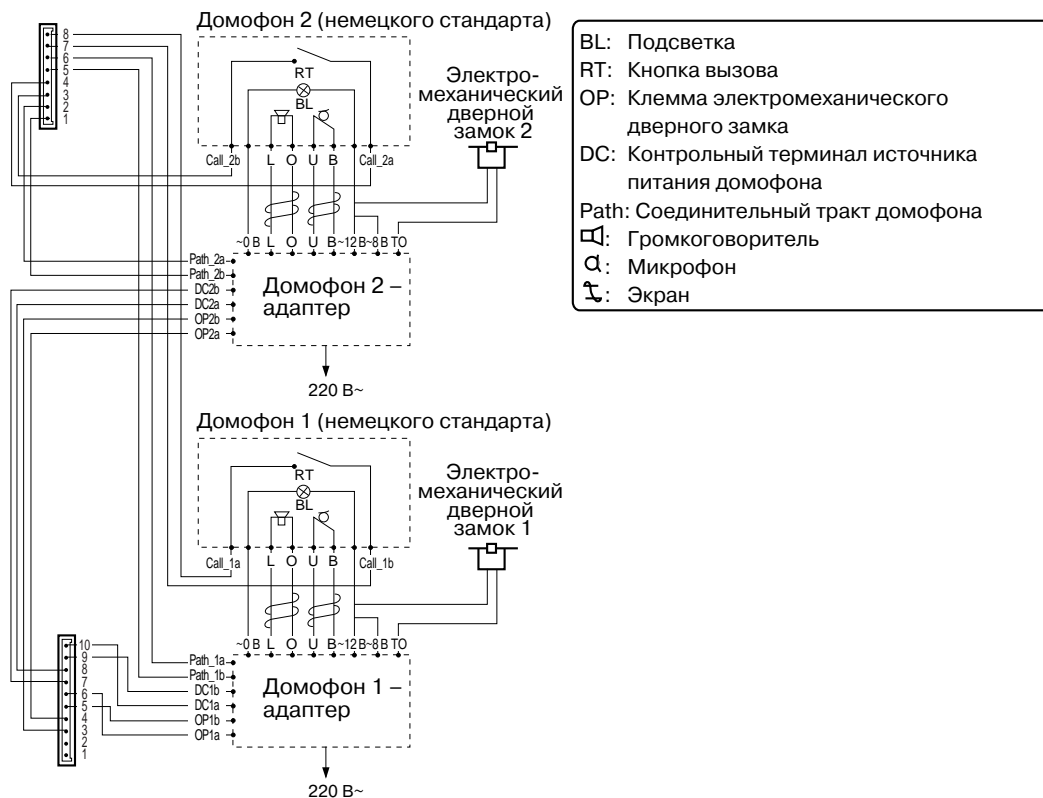 Домофон 2 (немецкого стандарта)
8
7
6
5
4
3
2
1
RT
BL
Электро-
механический
дверной
замок 2
Call_2b
L O U B
Call_2a
~0 В L O U B~12 В~8 В TO
Path_2a
Path_2b
DC2b
DC2a
OP2b
OP2a
Домофон 2 –
адаптер
220 В~
BL: Подсветка
RT: Кнопка вызова
OP: Клемма электромеханического
дверного замка
DC: Контрольный терминал источника
питания домофона
Path: Соединительный тракт домофона
: Громкоговоритель
: Микрофон
: Экран
Домофон 1 (немецкого стандарта)
RT
BL
Электро-
механический
дверной
замок 1
Call_1a
L O U B
Call_1b
~0 В L O U B~12 В~8 В TO
10
9
8
7
6
5
4
3
2
1
Path_1a
Path_1b
DC1b
DC1a
OP1b
OP1a
Домофон 1 –
адаптер
220 В~